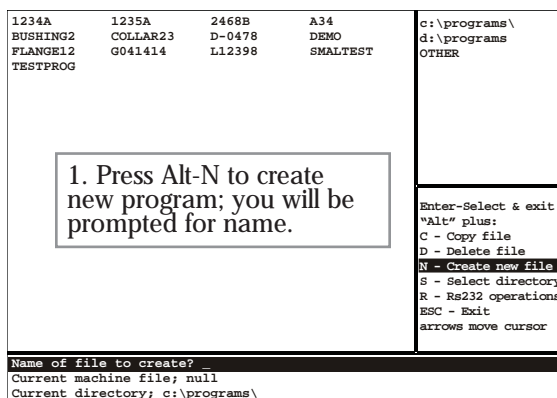 1234A 1235A 2468B A34
BUSHING2 COLLAR23 D-0478 DEMO
FLANGE12 G041414 L12398 SMALTEST
TESTPROG
1. Press Alt-N to create
new program; you will be
prompted for name.
c:\programs\
d:\programs
OTHER
Enter-Select & exit
"Alt" plus:
C - Copy file
D - Delete file
N - Create new file
S - Select directory
R - Rs232 operations
ESC - Exit
arrows move cursor
Name of file to create? _
Current machine file; null
Current directory; c:\programs\